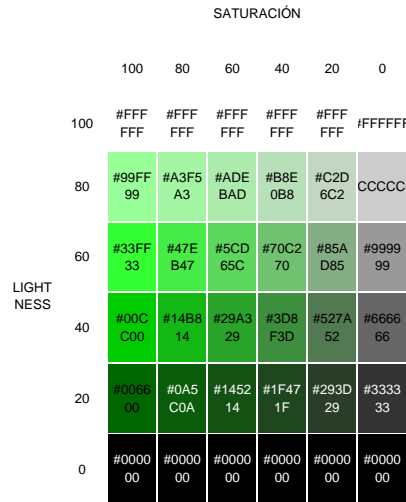 SATURACIÓN
100 80 60 40 20 0
100 #FFF #FFF #FFF #FFF #FFF #FFFFFF
FFF FFF FFF FFF FFF
80 #99FF #A3F5 #ADE #B8E #C2D CCCCC
99 A3 BAD 0B8 6C2
60 #33FF #47E #5CD #70C2 #85A #9999
33 B47 65C 70 D85 99
LIGHT
NESS
40 #00C #14B8 #29A3 #3D8 #527A #6666
C00 14 29 F3D 52 66
20 #0066 #0A5 #1452 #1F47 #293D #3333
00 C0A 14 1F 29 33
0 #0000 #0000 #0000 #0000 #0000 #0000
00 00 00 00 00 00